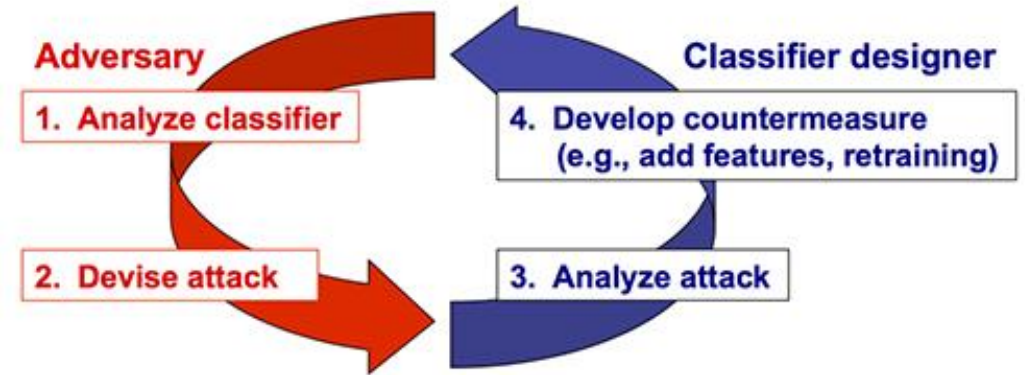 Adversary
1. Analyze classifier
2. Devise attack
Classifier designer
4. Develop countermeasure
(e.g., add features, retraining)
3. Analyze attack